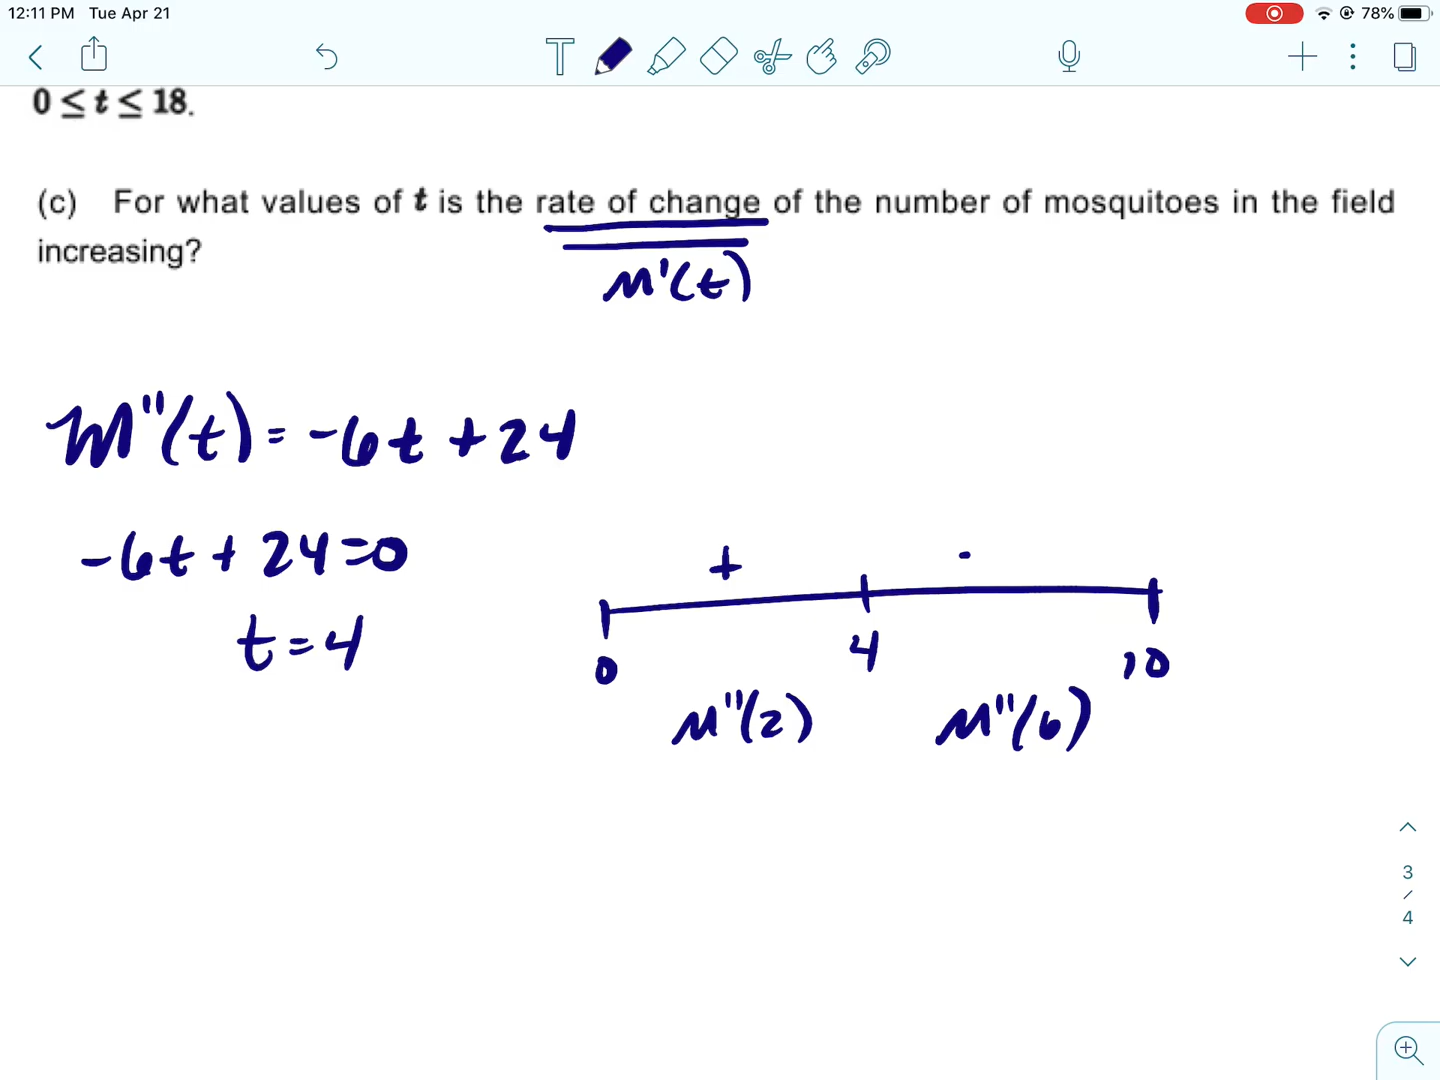 12:11 PM Tue Apr 21
78%
0 ≤ t ≤ 18.
(c) For what values of t is the rate of change of the number of mosquitoes in the field
increasing?
M'(t)
M"(t) = -6t + 24
-6t + 24 = 0
t = 4
+ -
0 4 10
M"(2) M"(6)
3
/
4